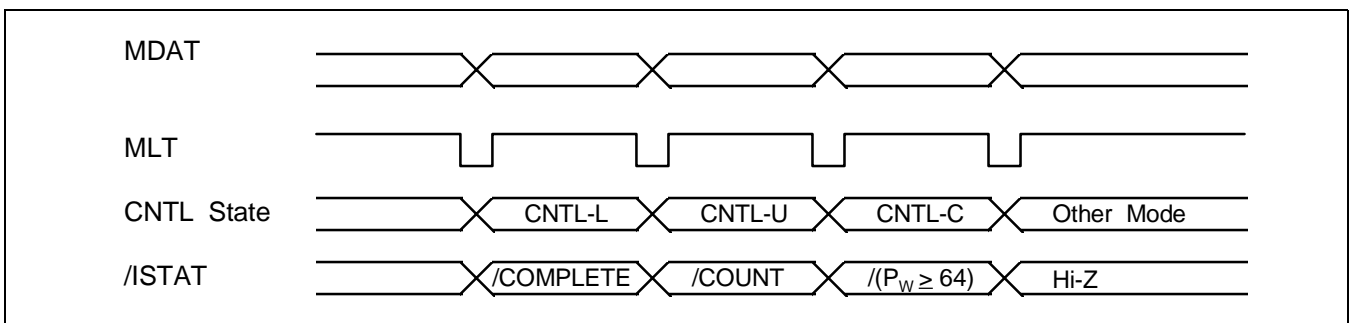 MDAT
MLT
CNTL State CNTL-L CNTL-U CNTL-C Other Mode
/ISTAT /COMPLETE /COUNT /(PW ≥ 64) Hi-Z